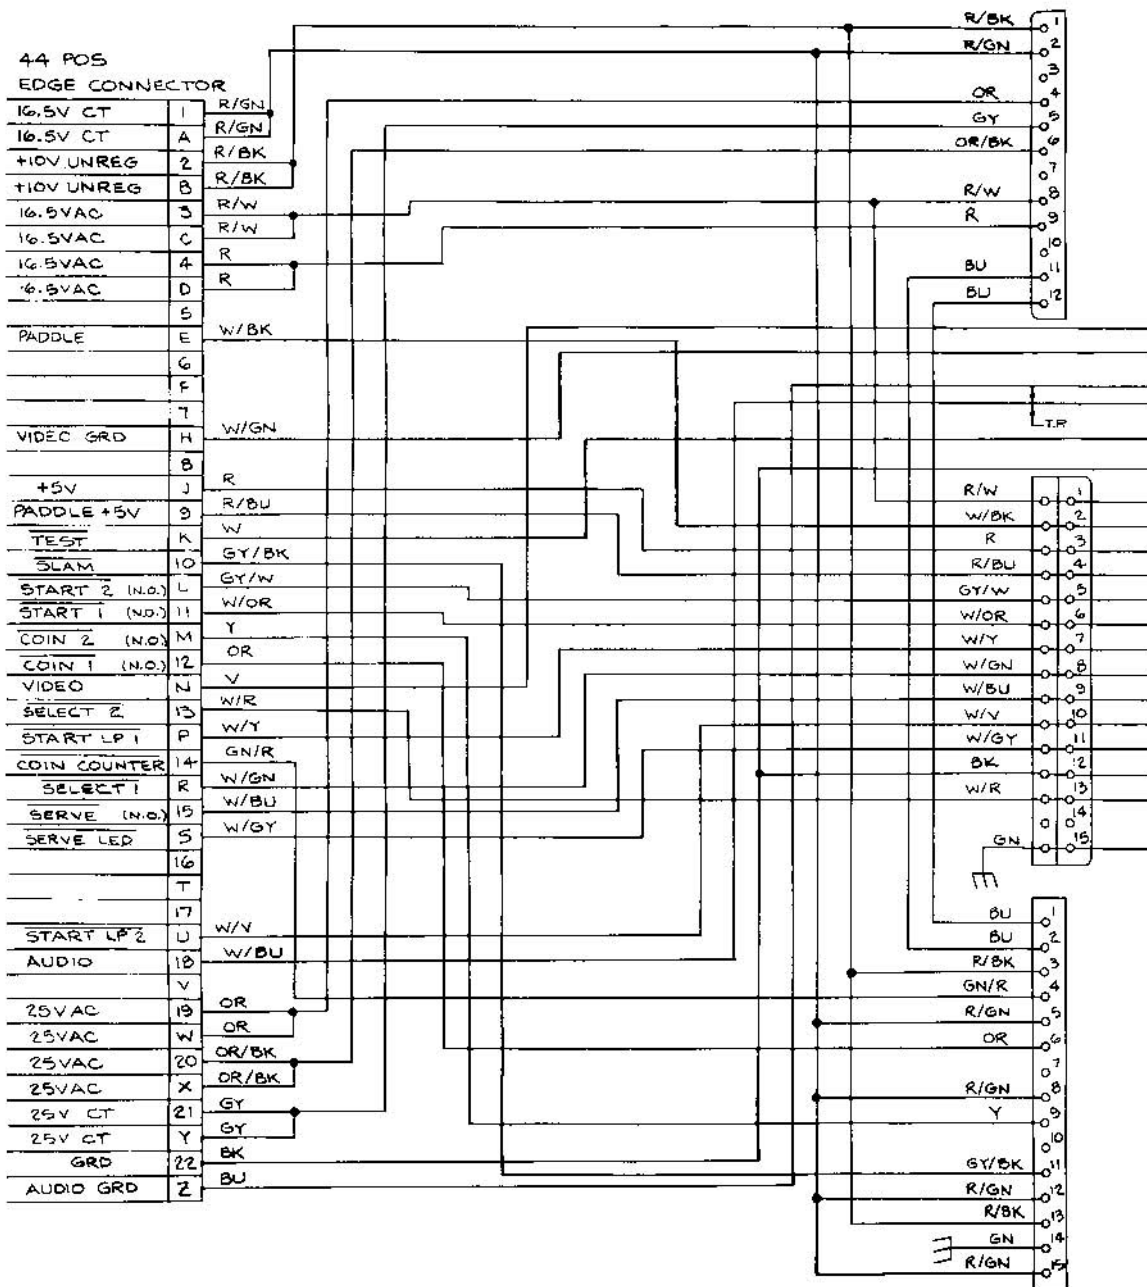 44 POS
EDGE CONNECTOR
16.5V CT 1 R/GN
16.5V CT A R/GN
+10V UNREG 2 R/BK
+10V UNREG B R/BK
16.5VAC 3 R/W
16.5VAC C R/W
16.5VAC 4 R
6.5VAC D R
5
PADDLE E W/BK
6
F
7
VIDEO GRD H W/GN
8
+5V J R
PADDLE +5V 9 R/BU
TEST K W
SLAM 10 GY/BK
START 2 (N.O.) L GY/W
START 1 (N.O.) 11 W/OR
COIN 2 (N.O.) M Y
COIN 1 (N.O.) 12 OR
VIDEO N V
SELECT 2 13 W/R
START LP 1 P W/Y
COIN COUNTER 14 GN/R
SELECT 1 R W/GN
SERVE (N.O.) 15 W/BU
SERVE LED S W/GY
16
T
17
START LP 2 U W/V
AUDIO 18 W/BU
V
25VAC 19 OR
25VAC W OR
25VAC 20 OR/BK
25VAC X OR/BK
25V CT 21 GY
25V CT Y GY
GRD 22 BK
AUDIO GRD Z BU
R/BK 1
R/GN 2
3
OR 4
GY 5
OR/BK 6
7
R/W 8
R 9
10
BU 11
BU 12
T.P
R/W 1
W/BK 2
R 3
R/BU 4
GY/W 5
W/OR 6
W/Y 7
W/GN 8
W/BU 9
W/V 10
W/GY 11
BK 12
W/R 13
14
GN 15
BU 1
BU 2
R/BK 3
GN/R 4
R/GN 5
OR 6
7
R/GN 8
Y 9
10
GY/BK 11
R/GN 12
R/BK 13
GN 14
R/GN 15